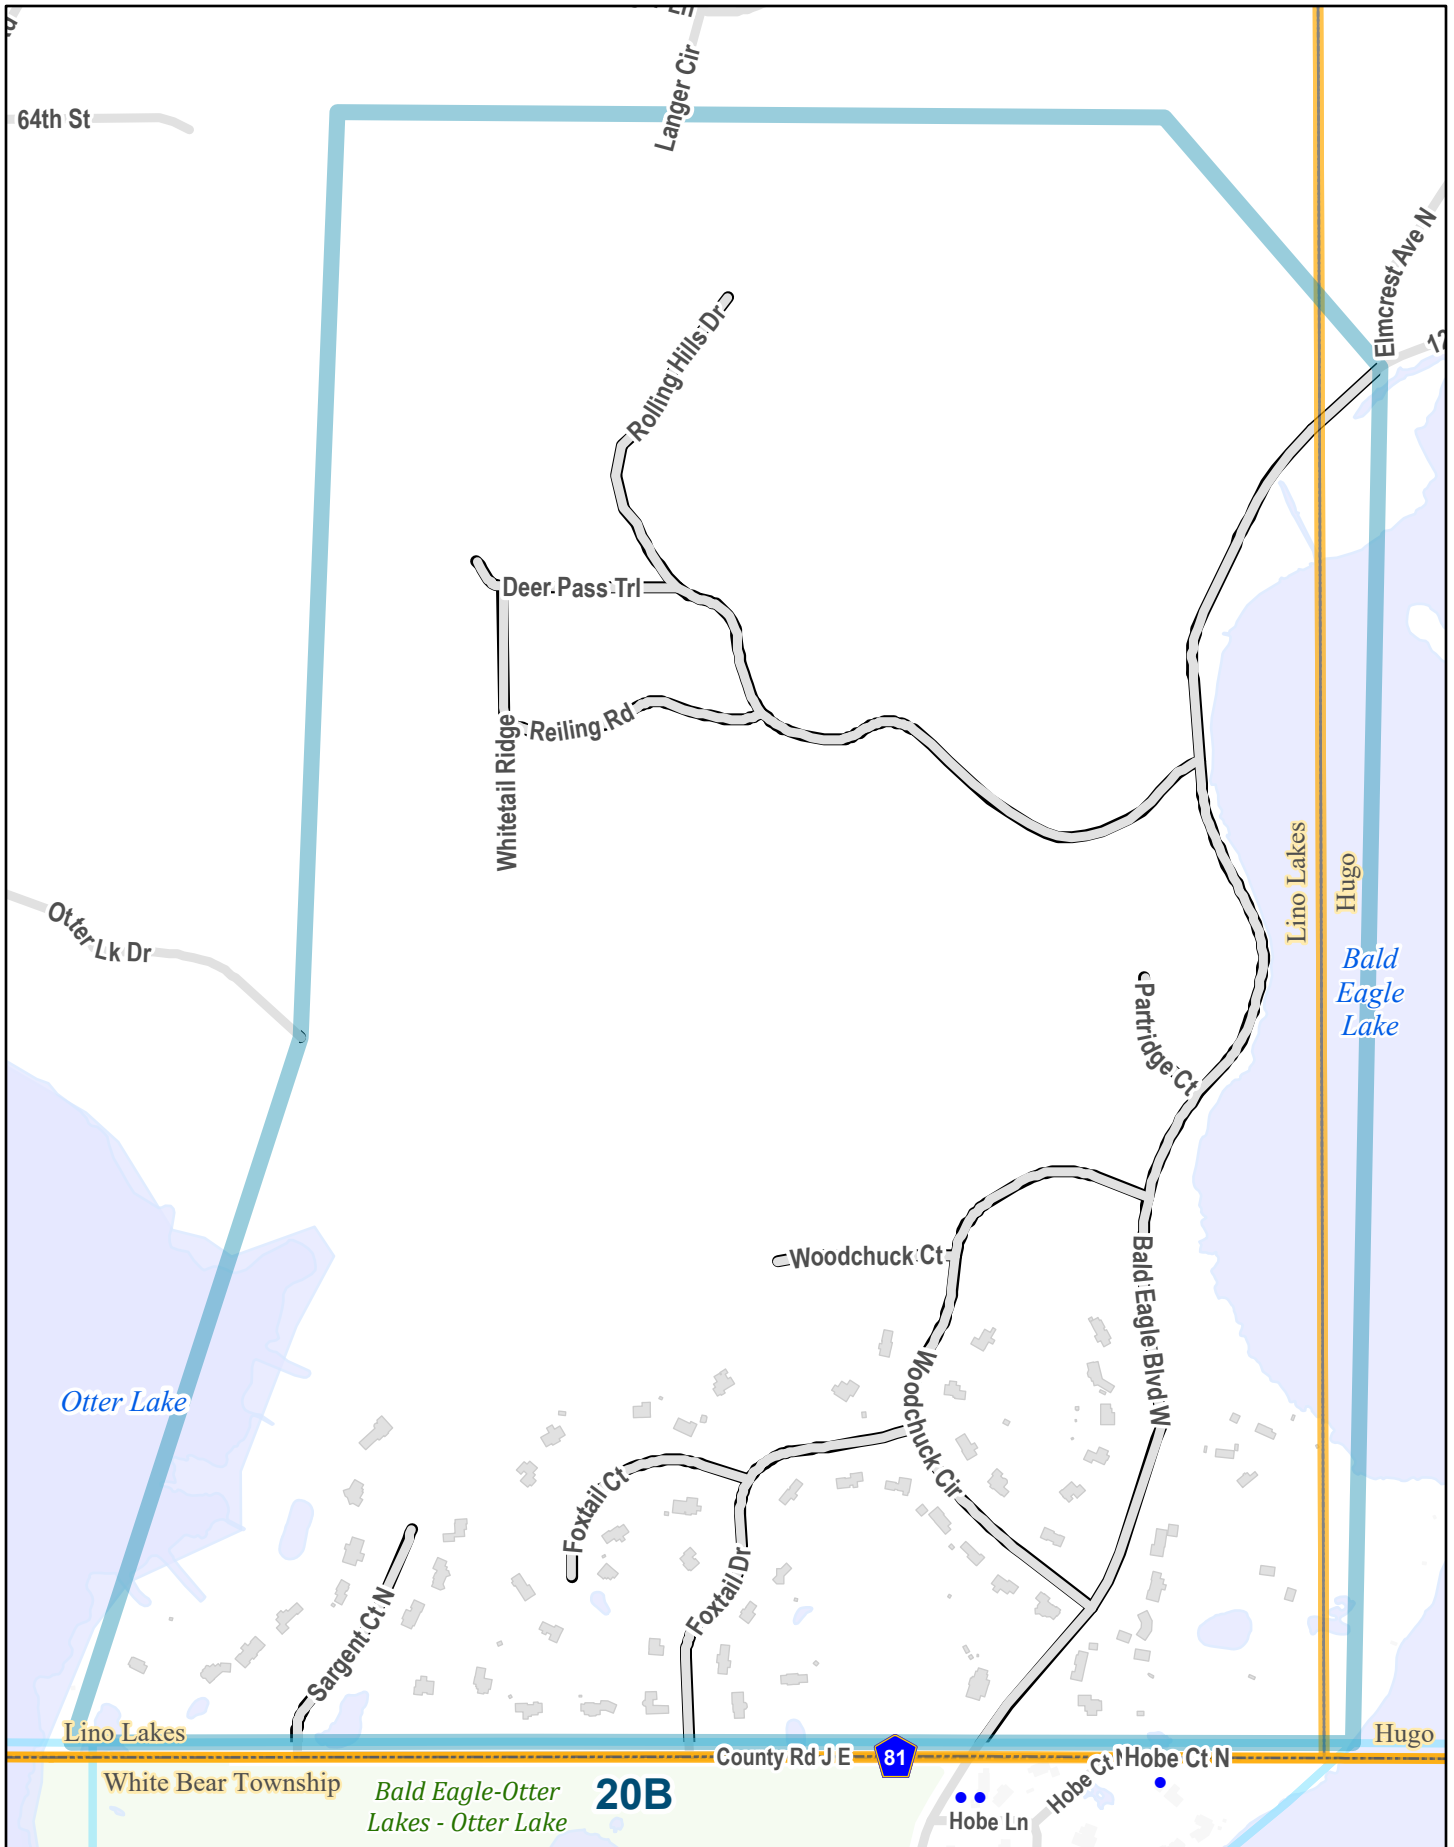 Ln
Langer Cir
64th St
Elmcrest Ave N
12
Rolling Hills Dr
Deer Pass Trl
Reiling Rd
Whitetail Ridge
Lino Lakes
Hugo
Otter Lk Dr
Bald
Eagle
Lake
Partridge Ct
Woodchuck Ct
Bald Eagle Blvd W
Otter Lake
Woodchuck Cir
Foxtail Ct
Foxtail Dr
Sargent Ct N
Lino Lakes
Hugo
County Rd J E
81
Hobe Ct N
Hobe Ct N
White Bear Township
Bald Eagle-Otter
Lakes - Otter Lake
20B
Hobe Ln